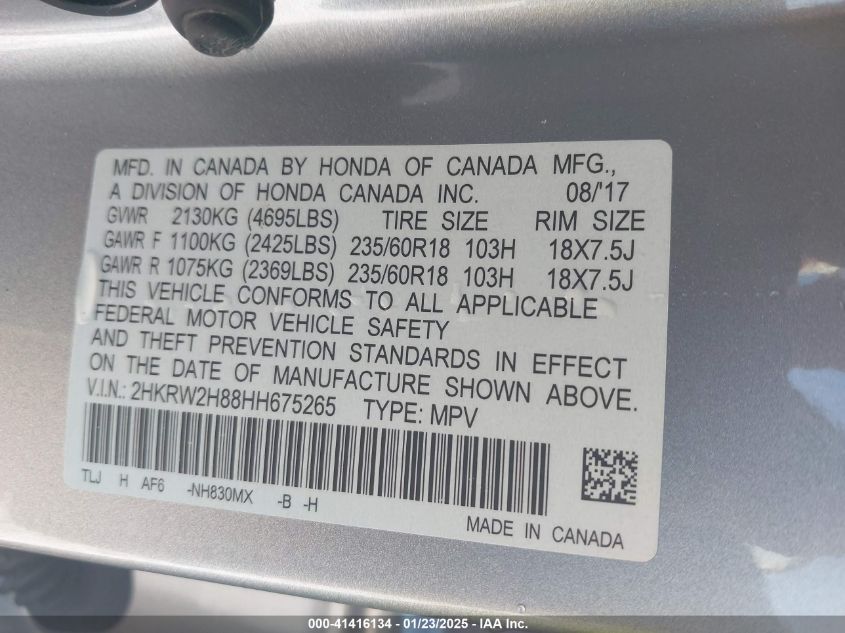 MFD. IN CANADA BY HONDA OF CANADA MFG.,
A DIVISION OF HONDA CANADA INC. 08/'17
GVWR 2130KG (4695LBS) TIRE SIZE RIM SIZE
GAWR F 1100KG (2425LBS) 235/60R18 103H 18X7.5J
GAWR R 1075KG (2369LBS) 235/60R18 103H 18X7.5J
THIS VEHICLE CONFORMS TO ALL APPLICABLE
FEDERAL MOTOR VEHICLE SAFETY
AND THEFT PREVENTION STANDARDS IN EFFECT
ON THE DATE OF MANUFACTURE SHOWN ABOVE.
V.I.N.: 2HKRW2H88HH675265 TYPE: MPV
TLJ H AF6 -NH830MX -B -H
MADE IN CANADA
000-41416134 - 01/23/2025 - IAA Inc.